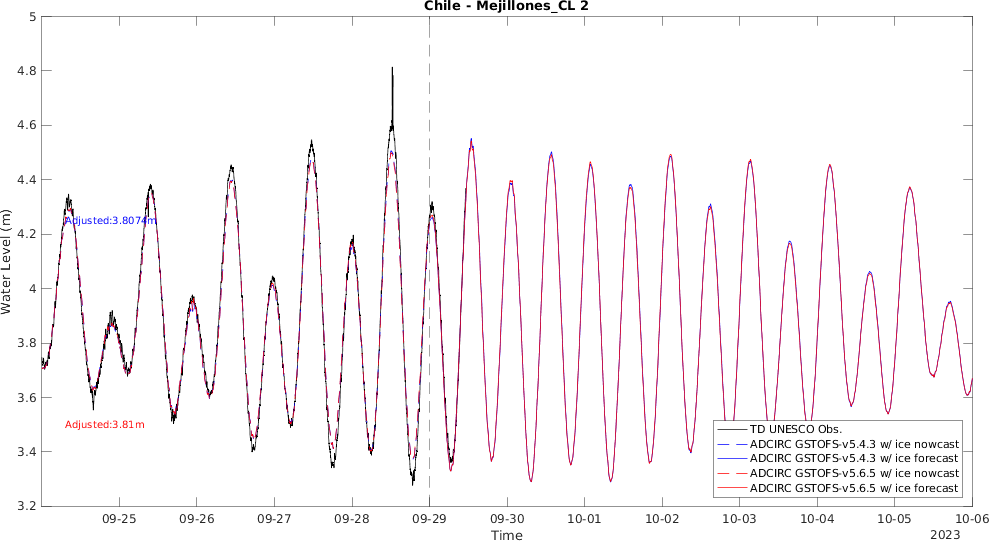 Chile - Mejillones_CL 2
5
4.8
4.6
4.4
4.2
4
3.8
3.6
3.4
3.2
Water Level (m)
Adjusted:3.8074m
Adjusted:3.81m
TD UNESCO Obs.
ADCIRC GSTOFS-v5.4.3 w/ ice nowcast
ADCIRC GSTOFS-v5.4.3 w/ ice forecast
ADCIRC GSTOFS-v5.6.5 w/ ice nowcast
ADCIRC GSTOFS-v5.6.5 w/ ice forecast
09-25 09-26 09-27 09-28 09-29 09-30 10-01 10-02 10-03 10-04 10-05 10-06
Time
2023